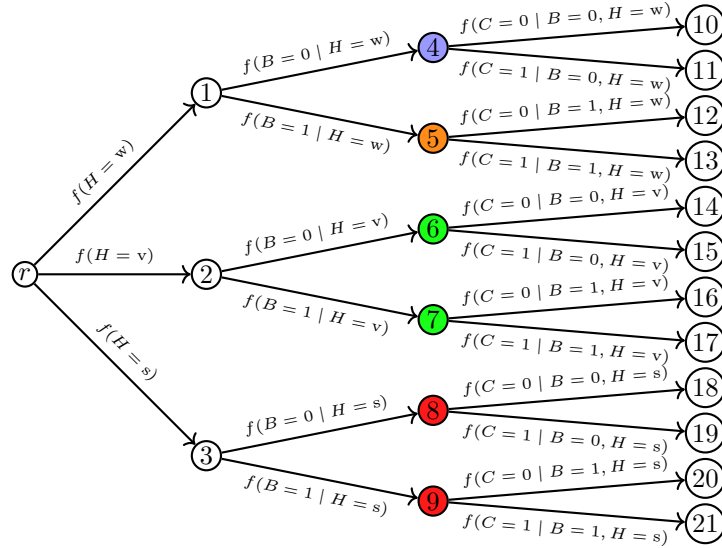 f(C = 0 | B = 0, H = w)
10
f(B = 0 | H = w)
4
f(C = 1 | B = 0, H = w)
11
1
f(C = 0 | B = 1, H = w)
12
f(B = 1 | H = w)
5
f(C = 1 | B = 1, H = w)
13
f(H = w)
f(C = 0 | B = 0, H = v)
14
f(B = 0 | H = v)
6
f(C = 1 | B = 0, H = v)
15
r
f(H = v)
2
f(C = 0 | B = 1, H = v)
16
f(B = 1 | H = v)
7
f(C = 1 | B = 1, H = v)
17
f(H = s)
f(C = 0 | B = 0, H = s)
18
f(B = 0 | H = s)
8
f(C = 1 | B = 0, H = s)
19
3
f(C = 0 | B = 1, H = s)
20
f(B = 1 | H = s)
9
f(C = 1 | B = 1, H = s)
21